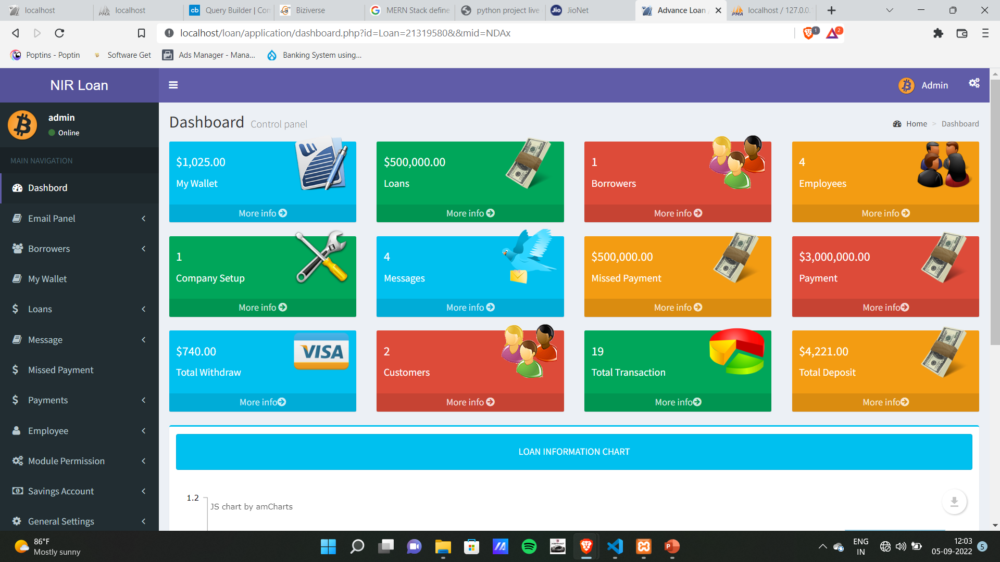 localhost
localhost
cb Query Builder | Con
Biziverse
MERN Stack define
python project live
Jio JioNet
Advance Loan
PMA localhost / 127.0.0.1
localhost/loan/application/dashboard.php?id=Loan=21319580&&mid=NDAx
1
2
Poptins - Poptin
Software Get
Ads Manager - Mana...
Banking System using...
NIR Loan
Admin
admin
Online
MAIN NAVIGATION
Dashbord
Email Panel
Borrowers
My Wallet
Loans
Message
Missed Payment
Payments
Employee
Module Permission
Savings Account
General Settings
Dashboard Control panel
Home > Dashboard
$1,025.00
My Wallet
More info
$500,000.00
Loans
More info
1
Borrowers
More info
4
Employees
More info
1
Company Setup
More info
4
Messages
More info
$500,000.00
Missed Payment
More info
$3,000,000.00
Payment
More info
$740.00
Total Withdraw
VISA
More info
2
Customers
More info
19
Total Transaction
More info
$4,221.00
Total Deposit
More info
LOAN INFORMATION CHART
1.2
JS chart by amCharts
86°F
Mostly sunny
ENG
IN
12:03
05-09-2022
5